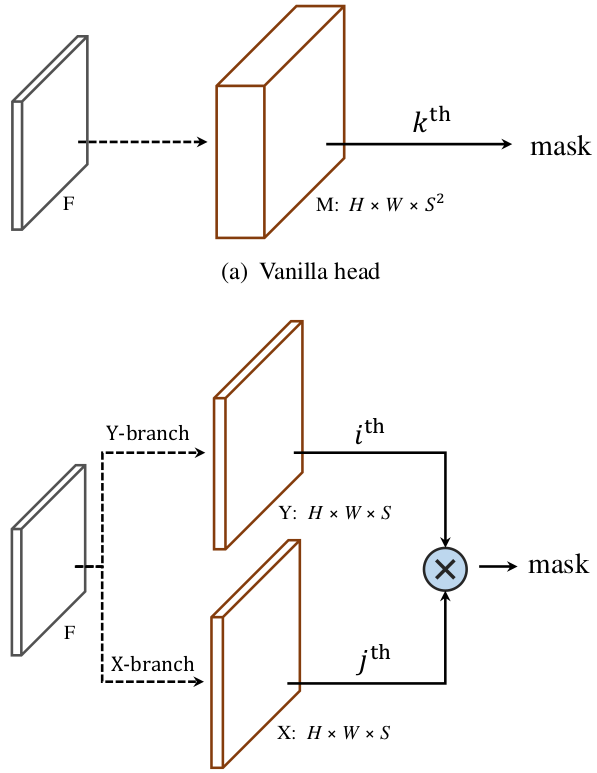 kth
mask
F
M: H × W × S²
(a) Vanilla head
Y-branch
ith
Y: H × W × S
mask
F
X-branch
jth
X: H × W × S